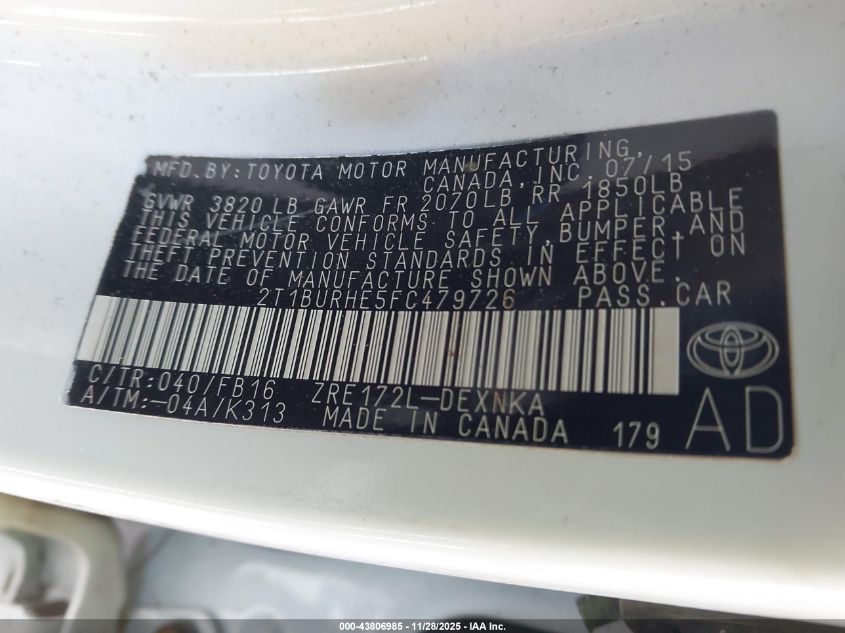 MFD.BY:TOYOTA MOTOR MANUFACTURING,
CANADA, INC. 07/15
GVWR 3820LB GAWR FR 2070LB RR 1850LB
THIS VEHICLE CONFORMS TO ALL APPLICABLE
FEDERAL MOTOR VEHICLE SAFETY,BUMPER,AND
THEFT PREVENTION STANDARDS IN EFFECT ON
THE DATE OF MANUFACTURE SHOWN ABOVE.
2T1BURHE5FC479726 PASS.CAR
C/TR:040/FB16 ZRE172L-DEXNKA
A/TM:-04A/K313 MADE IN CANADA 179 AD
000-43806985 | 11/28/2025 | IAA Inc.